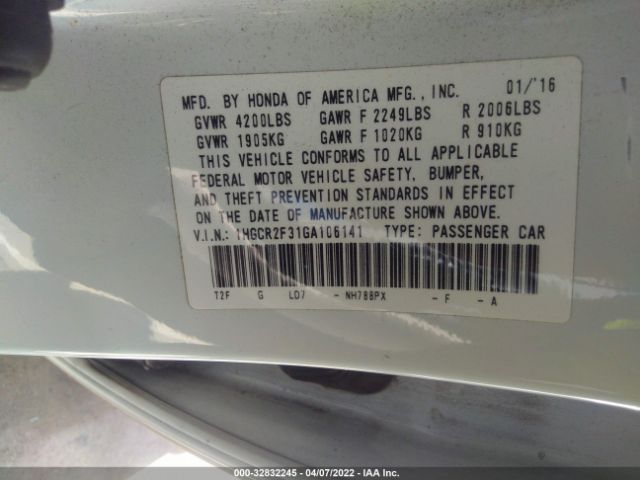 MFD. BY HONDA OF AMERICA MFG., INC. 01/'16
GVWR 4200LBS GAWR F 2249LBS R 2006LBS
GVWR 1905KG GAWR F 1020KG R 910KG
THIS VEHICLE CONFORMS TO ALL APPLICABLE
FEDERAL MOTOR VEHICLE SAFETY, BUMPER,
AND THEFT PREVENTION STANDARDS IN EFFECT
ON THE DATE OF MANUFACTURE SHOWN ABOVE.
V.I.N.: 1HGCR2F31GA106141 TYPE: PASSENGER CAR
T2F G LD7 - NH788PX - F - A
000-32832245 - 04/07/2022 - IAA Inc.